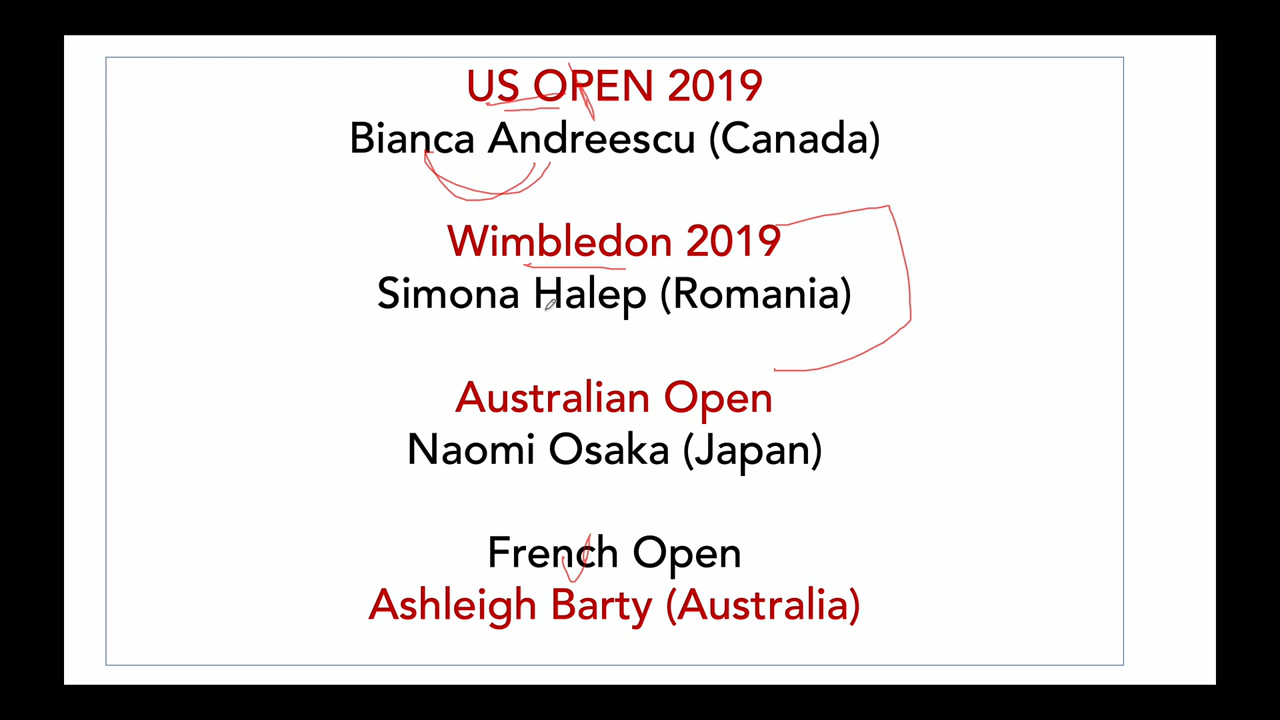 US OPEN 2019
Bianca Andreescu (Canada)
Wimbledon 2019
Simona Halep (Romania)
Australian Open
Naomi Osaka (Japan)
French Open
Ashleigh Barty (Australia)